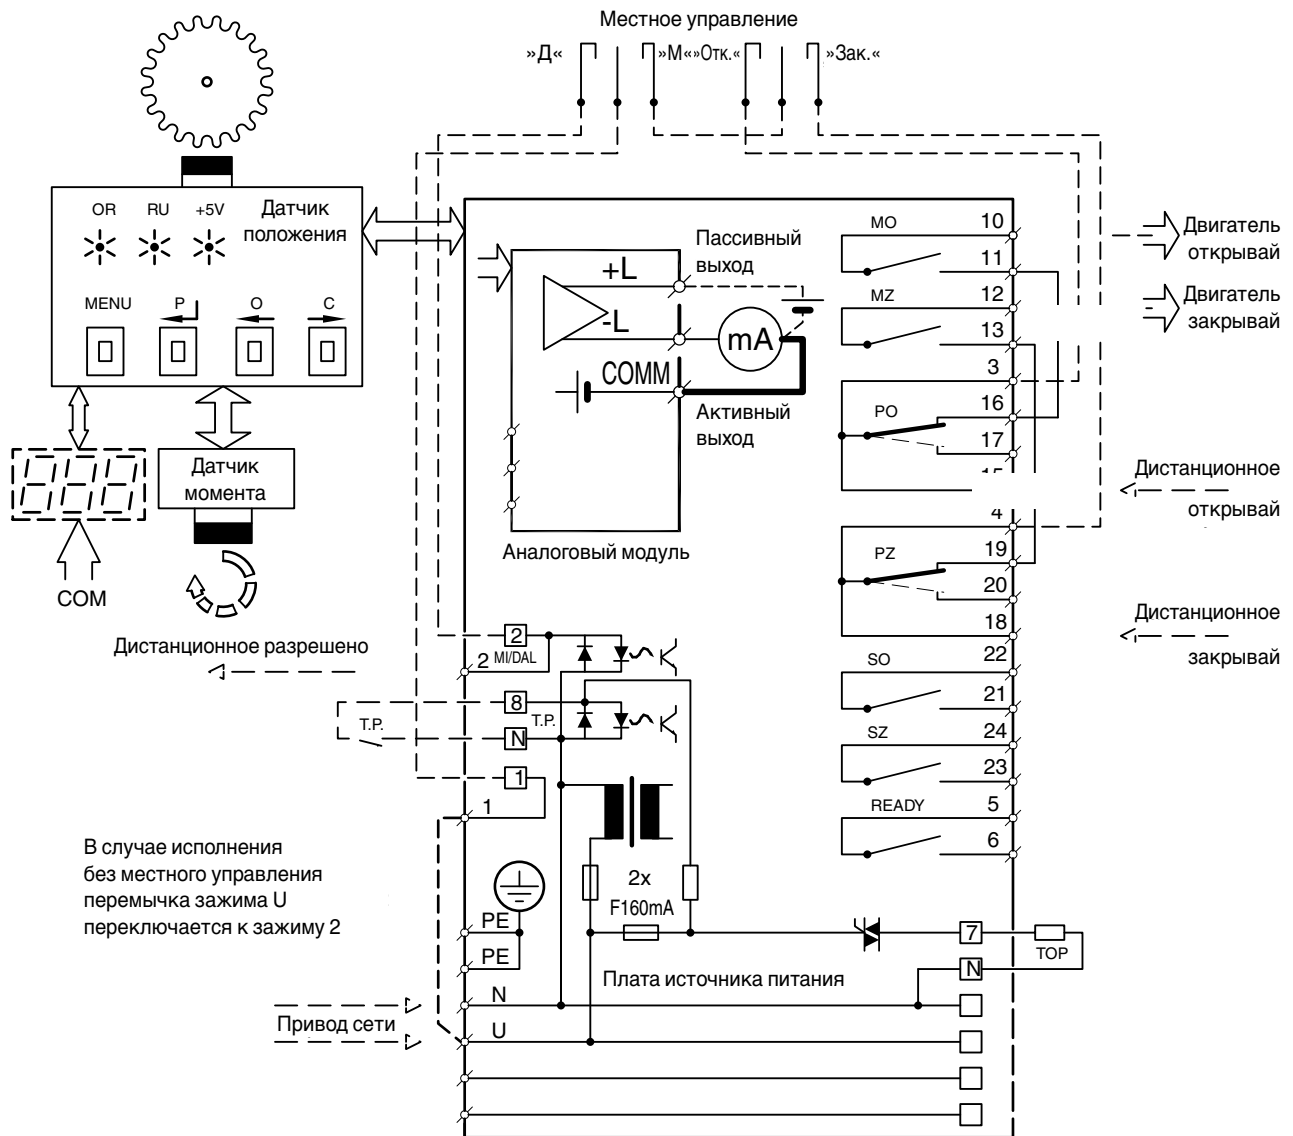 Местное управление
»Д«
»М«
»Отк.«
»Зак.«
OR RU +5V Датчик
положения
MENU P O C
Датчик
момента
COM
Дистанционное разрешено
Т.Р.
В случае исполнения
без местного управления
перемычка зажима U
переключается к зажиму 2
Привод сети
+L
-L
COMM
mA
Пассивный
выход
Активный
выход
Аналоговый модуль
2
2 MI/DAL
8
Т.Р.
N
1
1
2x
F160mA
PE
PE
N
U
Плата источника питания
7
N
TOP
MO 10
11
MZ 12
13
3
PO 16
17
15
4
PZ 19
20
18
SO 22
21
SZ 24
23
READY 5
6
Двигатель
открывай
Двигатель
закрывай
Дистанционное
открывай
Дистанционное
закрывай